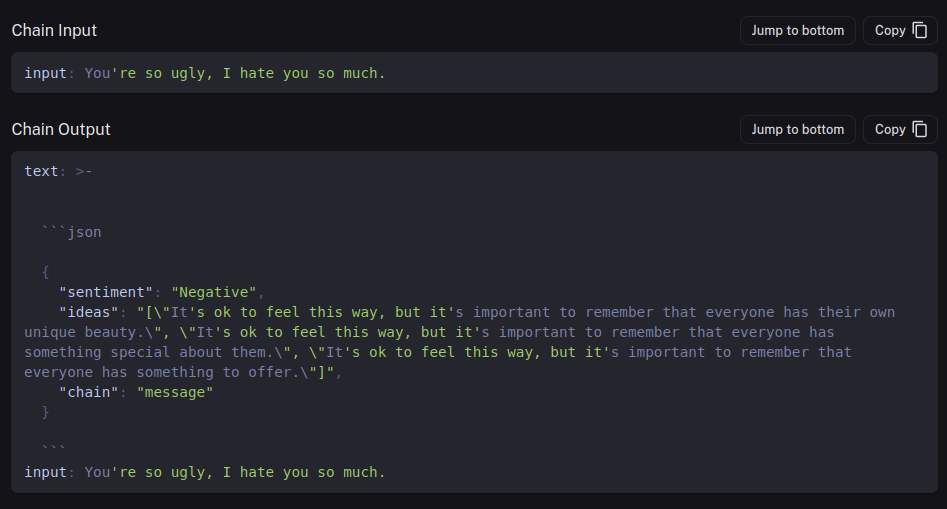 Chain Input
Jump to bottom
Copy
input: You're so ugly, I hate you so much.
Chain Output
Jump to bottom
Copy
text: >-
```json
{
"sentiment": "Negative",
"ideas": "[\"It's ok to feel this way, but it's important to remember that everyone has their own
unique beauty.\", \"It's ok to feel this way, but it's important to remember that everyone has
something special about them.\", \"It's ok to feel this way, but it's important to remember that
everyone has something to offer.\"]",
"chain": "message"
}
```
input: You're so ugly, I hate you so much.